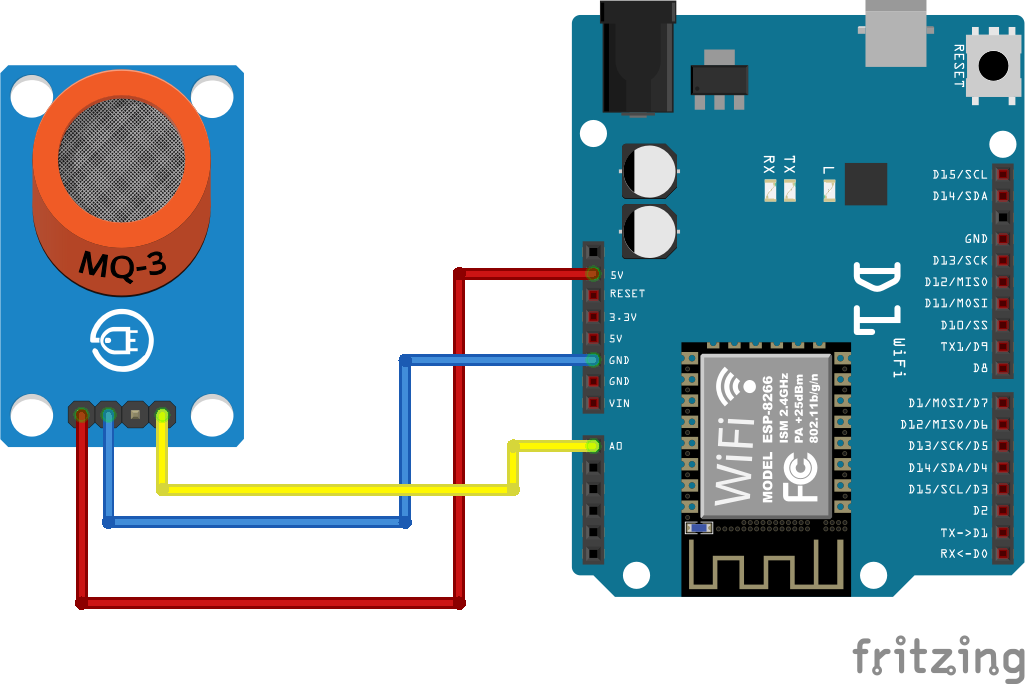 MQ-3
RESET
RX
TX
L
D15/SCL
D14/SDA
GND
D13/SCK
D12/MISO
D11/MOSI
D10/SS
TX1/D9
D8
D1 WiFi
5V
RESET
3.3V
5V
GND
GND
VIN
A0
WiFi
MODEL ESP-8266
ISM 2.4GHz
PA +25dBm
802.11b/g/n
FC
D1/MOSI/D7
D12/MISO/D6
D13/SCK/D5
D14/SDA/D4
D15/SCL/D3
D2
TX->D1
RX<-D0
fritzing